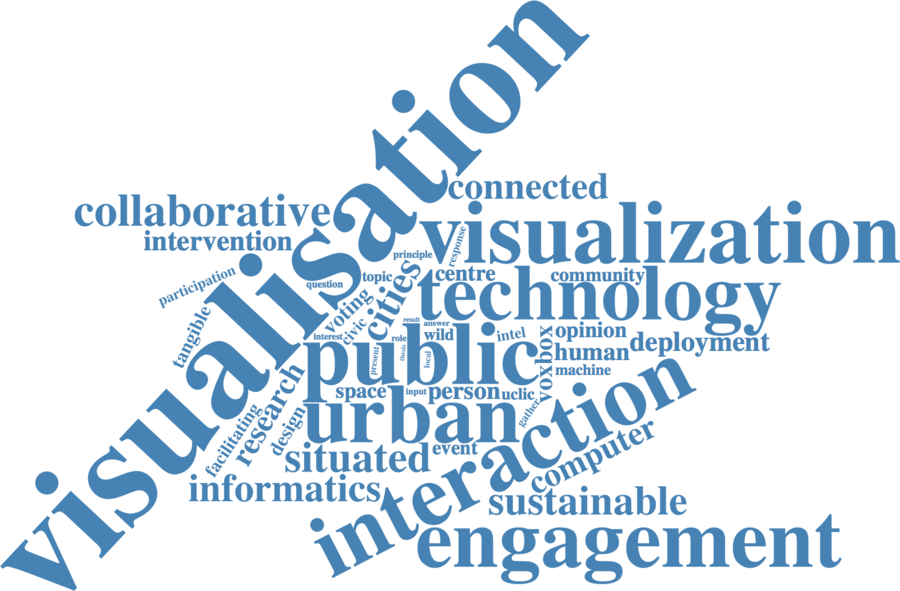 visualisation
connected
collaborative
visualization
intervention
response
principle
participation
question
topic
centre
community
technology
cities
voting
civic
tangible
result
answer
interest
role
wild
intel
opinion
deployment
public
present
thesis
local
voxbox
human
machine
research
space
input
person
uclic
gather
interaction
facilitating
design
urban
situated
event
computer
informatics
sustainable
engagement